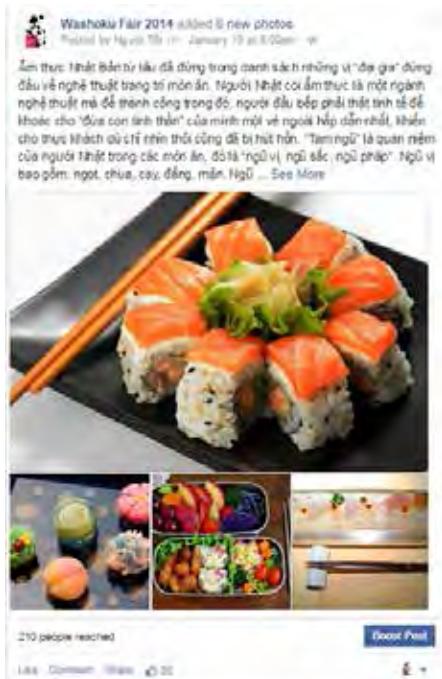 Washoku Fair 2014 added 6 new photos.
Posted by January 19 at 8:00pm
Ẩm thực Nhật Bản từ lâu đã đứng trong danh sách những vị "đại gia" đứng
đầu về nghệ thuật trang trí món ăn. Người Nhật coi ẩm thực là một ngành
nghệ thuật mà để thành công trong đó, người đầu bếp phải thật tinh tế để
khoác cho "đứa con tinh thần" của mình một vẻ ngoài hấp dẫn nhất, khiến
cho thực khách dù chỉ nhìn thôi cũng đã bị hút hồn. "Tam ngũ" là quan niệm
của người Nhật trong các món ăn, đó là "ngũ vị, ngũ sắc, ngũ pháp". Ngũ vị
bao gồm: ngọt, chua, cay, đắng, mặn. Ngũ ... See More
210 people reached
Boost Post
Like Comment Share